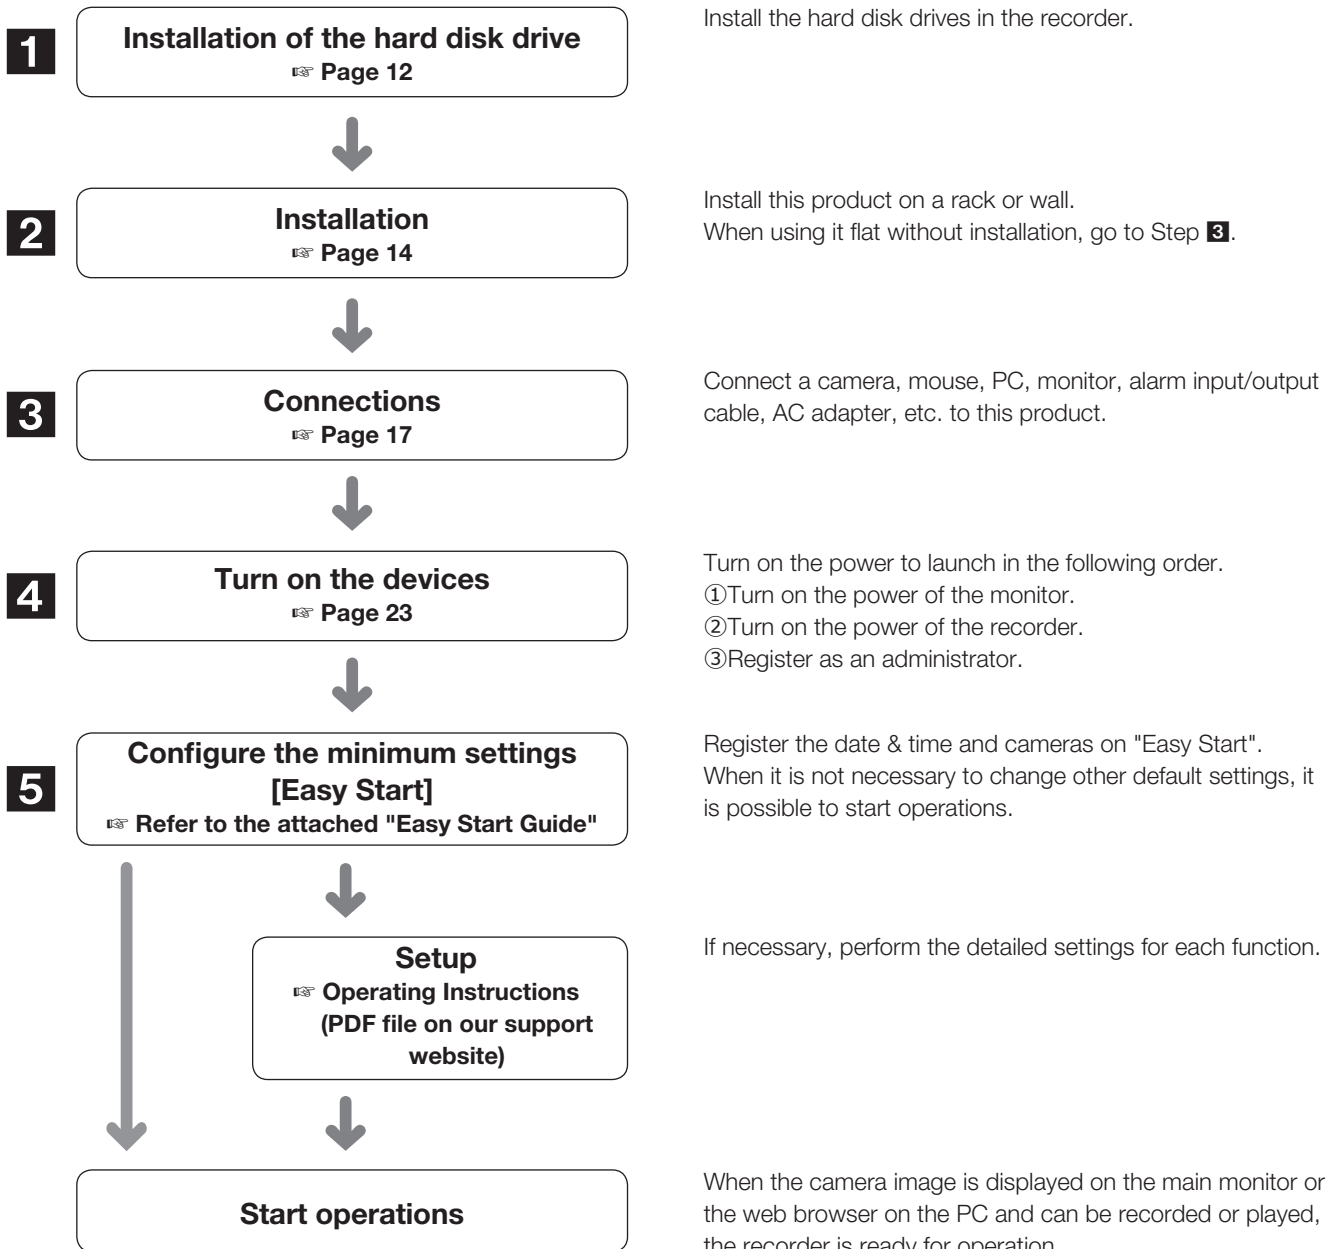 1
Installation of the hard disk drive
☞ Page 12
Install the hard disk drives in the recorder.
2
Installation
☞ Page 14
Install this product on a rack or wall.
When using it flat without installation, go to Step 3.
3
Connections
☞ Page 17
Connect a camera, mouse, PC, monitor, alarm input/output
cable, AC adapter, etc. to this product.
4
Turn on the devices
☞ Page 23
Turn on the power to launch in the following order.
①Turn on the power of the monitor.
②Turn on the power of the recorder.
③Register as an administrator.
5
Configure the minimum settings
[Easy Start]
☞ Refer to the attached "Easy Start Guide"
Register the date & time and cameras on "Easy Start".
When it is not necessary to change other default settings, it
is possible to start operations.
Setup
☞ Operating Instructions
(PDF file on our support
website)
If necessary, perform the detailed settings for each function.
Start operations
When the camera image is displayed on the main monitor or
the web browser on the PC and can be recorded or played,
the recorder is ready for operation.